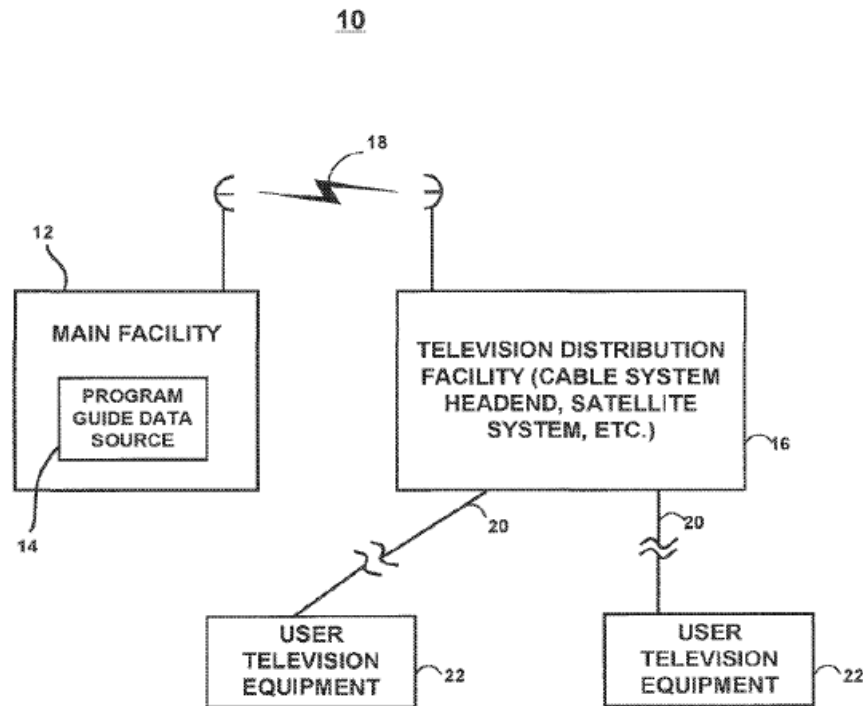 10
18
12
MAIN FACILITY
PROGRAM
GUIDE DATA
SOURCE
14
TELEVISION DISTRIBUTION
FACILITY (CABLE SYSTEM
HEADEND, SATELLITE
SYSTEM, ETC.)
16
20
20
USER
TELEVISION
EQUIPMENT
22
USER
TELEVISION
EQUIPMENT
22